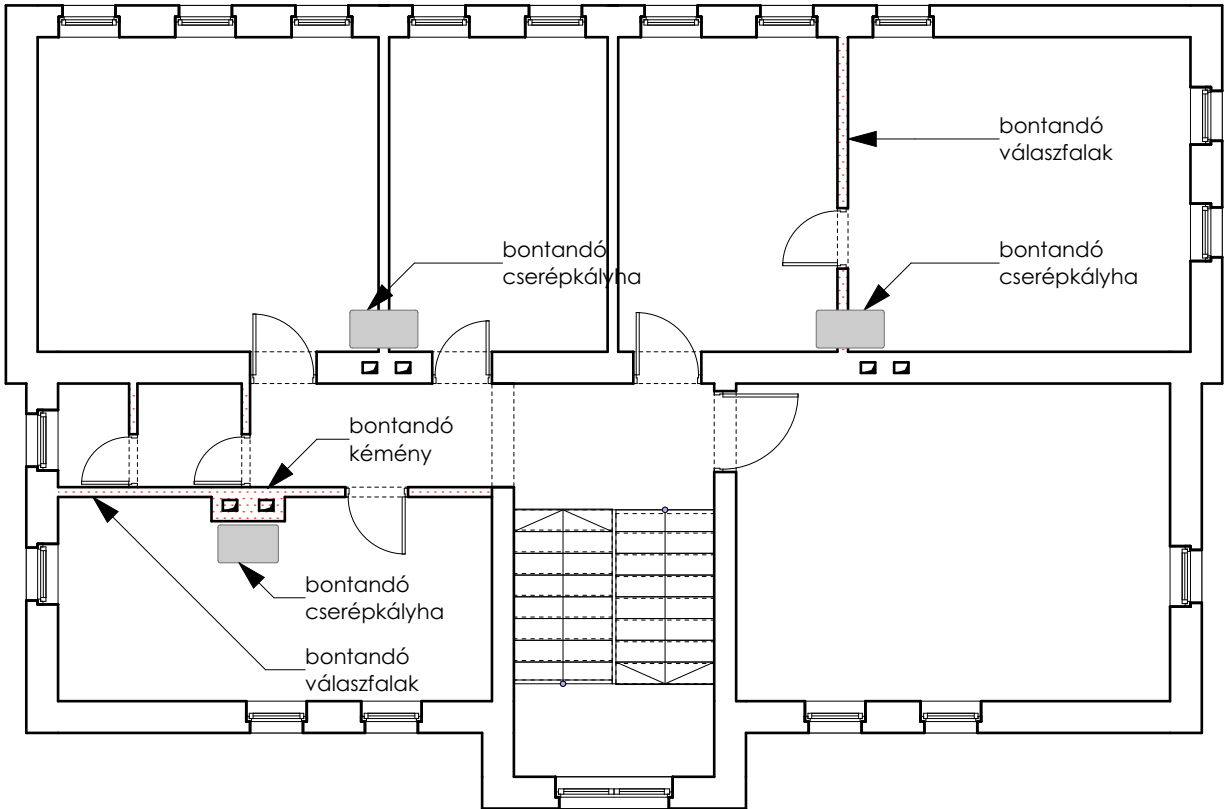 bontandó
válaszfalak
bontandó
cserépkályha
bontandó
cserépkályha
bontandó
kémény
bontandó
cserépkályha
bontandó
válaszfalak